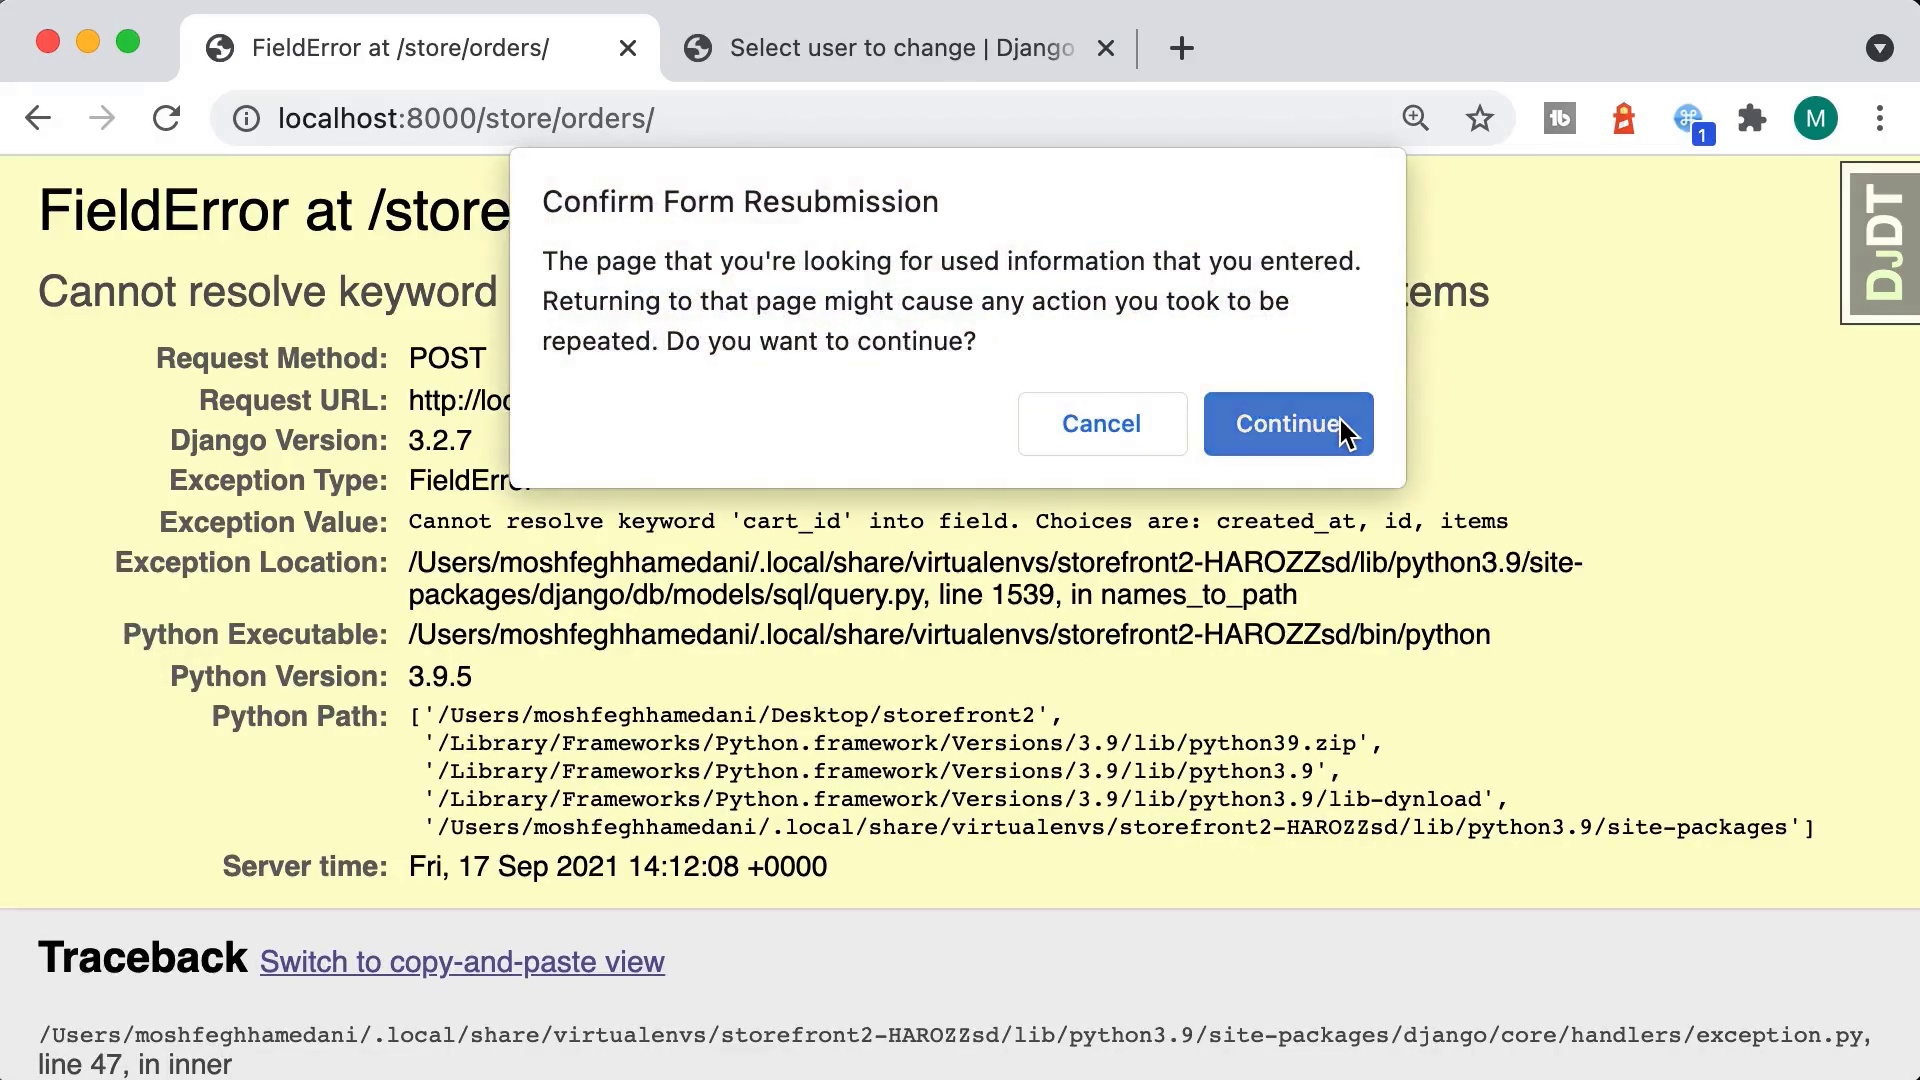 FieldError at /store/orders/
Select user to change | Django
localhost:8000/store/orders/
1
M
FieldError at /store
Cannot resolve keyword
tems
DJDT
Confirm Form Resubmission
The page that you're looking for used information that you entered.
Returning to that page might cause any action you took to be
repeated. Do you want to continue?
Cancel
Continue
Request Method: POST
Request URL: http://loc
Django Version: 3.2.7
Exception Type: FieldError
Exception Value: Cannot resolve keyword 'cart_id' into field. Choices are: created_at, id, items
Exception Location: /Users/moshfeghhamedani/.local/share/virtualenvs/storefront2-HAROZZsd/lib/python3.9/site-
packages/django/db/models/sql/query.py, line 1539, in names_to_path
Python Executable: /Users/moshfeghhamedani/.local/share/virtualenvs/storefront2-HAROZZsd/bin/python
Python Version: 3.9.5
Python Path: ['/Users/moshfeghhamedani/Desktop/storefront2',
'/Library/Frameworks/Python.framework/Versions/3.9/lib/python39.zip',
'/Library/Frameworks/Python.framework/Versions/3.9/lib/python3.9',
'/Library/Frameworks/Python.framework/Versions/3.9/lib/python3.9/lib-dynload',
'/Users/moshfeghhamedani/.local/share/virtualenvs/storefront2-HAROZZsd/lib/python3.9/site-packages']
Server time: Fri, 17 Sep 2021 14:12:08 +0000
Traceback Switch to copy-and-paste view
/Users/moshfeghhamedani/.local/share/virtualenvs/storefront2-HAROZZsd/lib/python3.9/site-packages/django/core/handlers/exception.py,
line 47, in inner